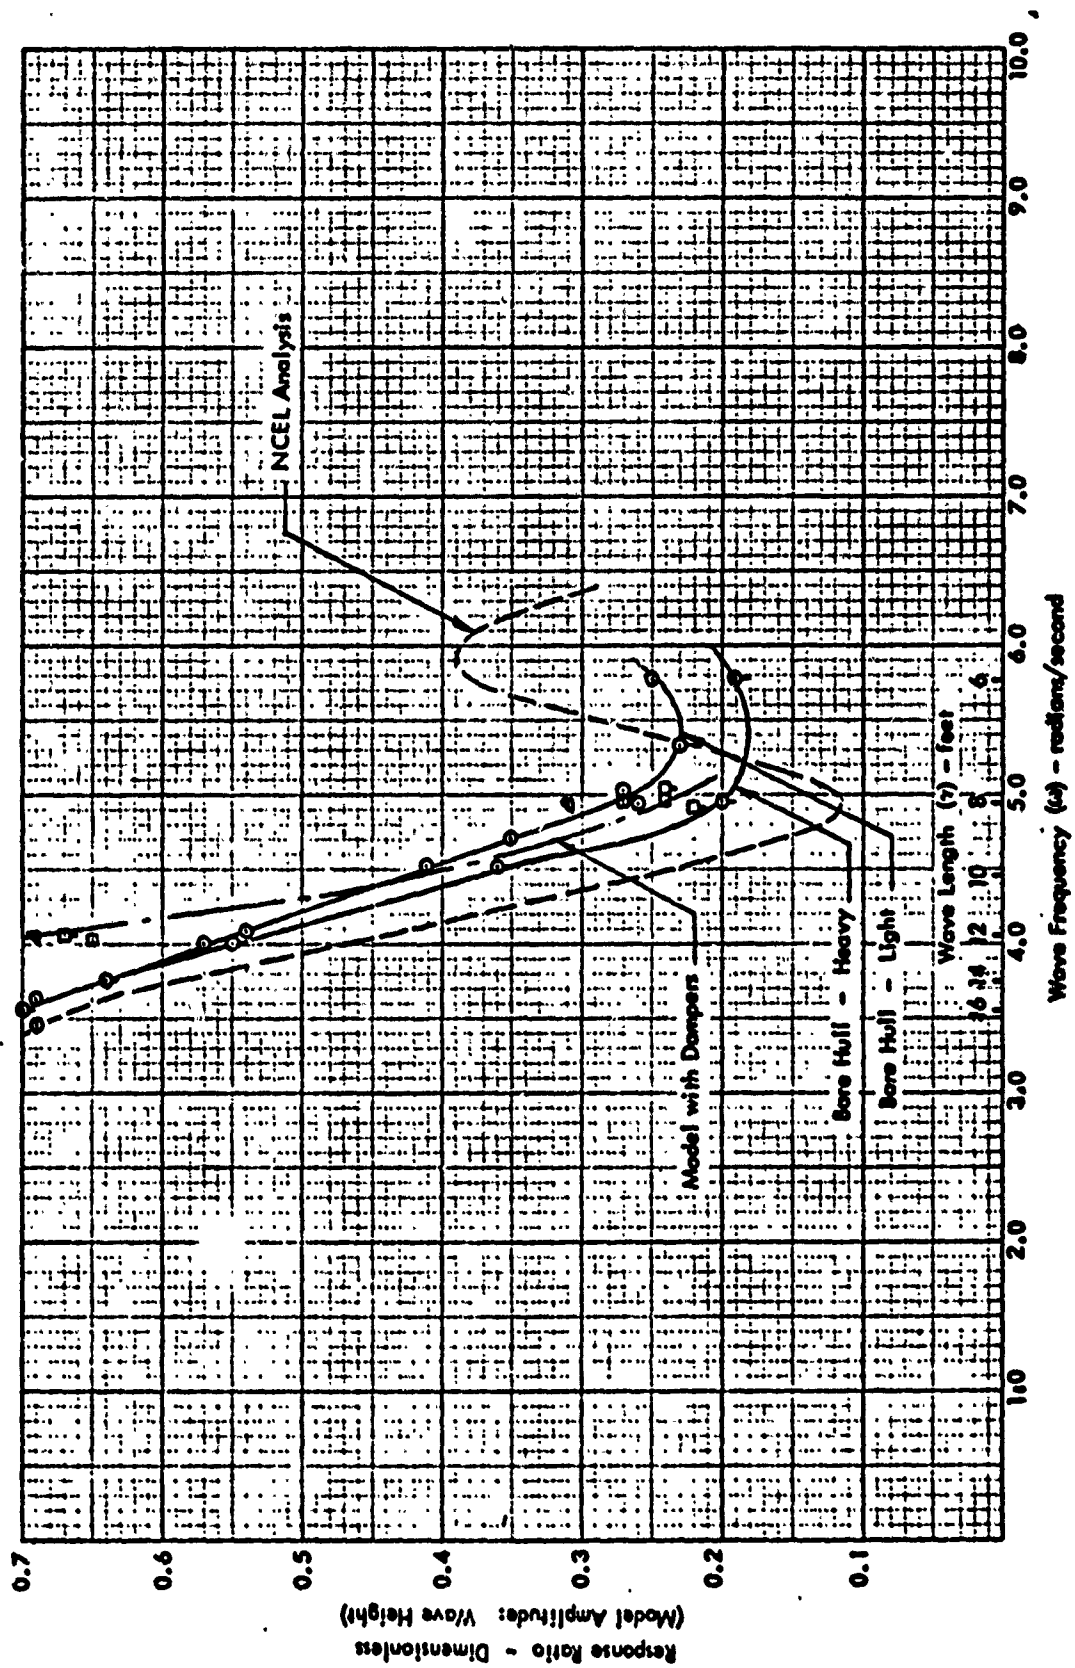 Response Ratio - Dimensionless
(Model Amplitude: Wave Height)
0.7
0.6
0.5
0.4
0.3
0.2
0.1
NCEL Analysis
Model with Dampers
Bare Hull - Heavy
Bare Hull - Light
Wave Length (γ) - feet
16 14 12 10 8 6
1.0 2.0 3.0 4.0 5.0 6.0 7.0 8.0 9.0 10.0
Wave Frequency (ω) - radians/second